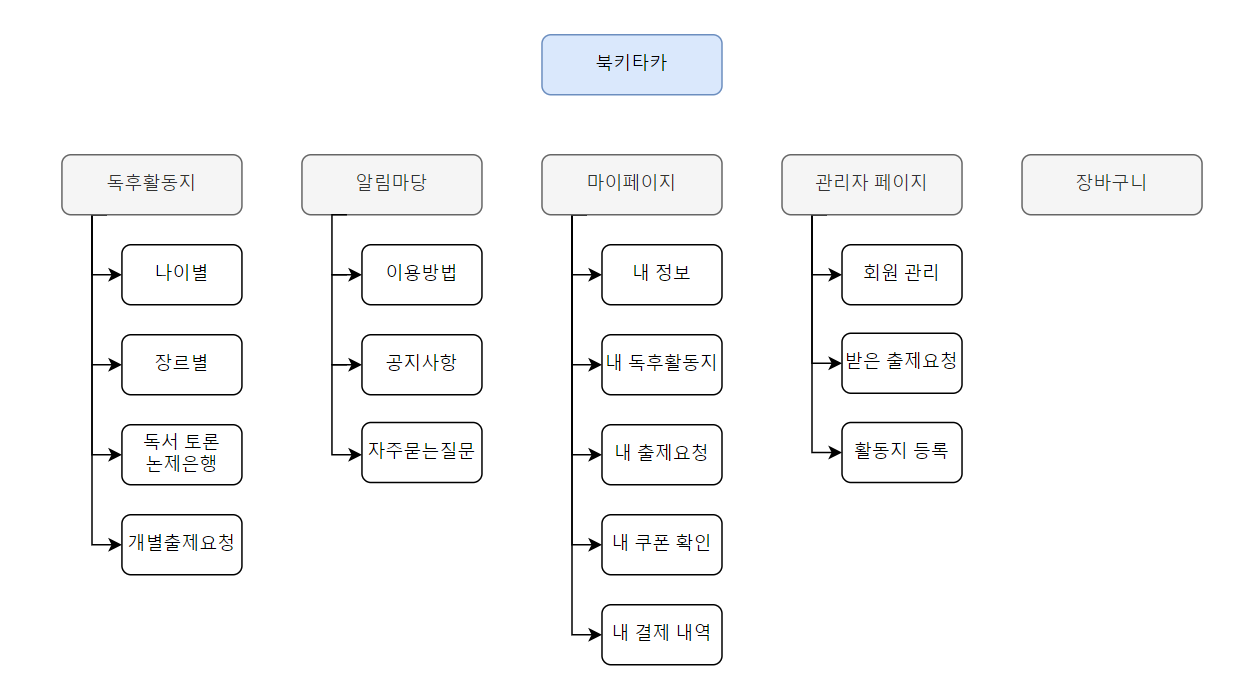 북키타카
독후활동지
알림마당
마이페이지
관리자 페이지
장바구니
나이별
장르별
독서 토론
논제은행
개별출제요청
이용방법
공지사항
자주묻는질문
내 정보
내 독후활동지
내 출제요청
내 쿠폰 확인
내 결제 내역
회원 관리
받은 출제요청
활동지 등록